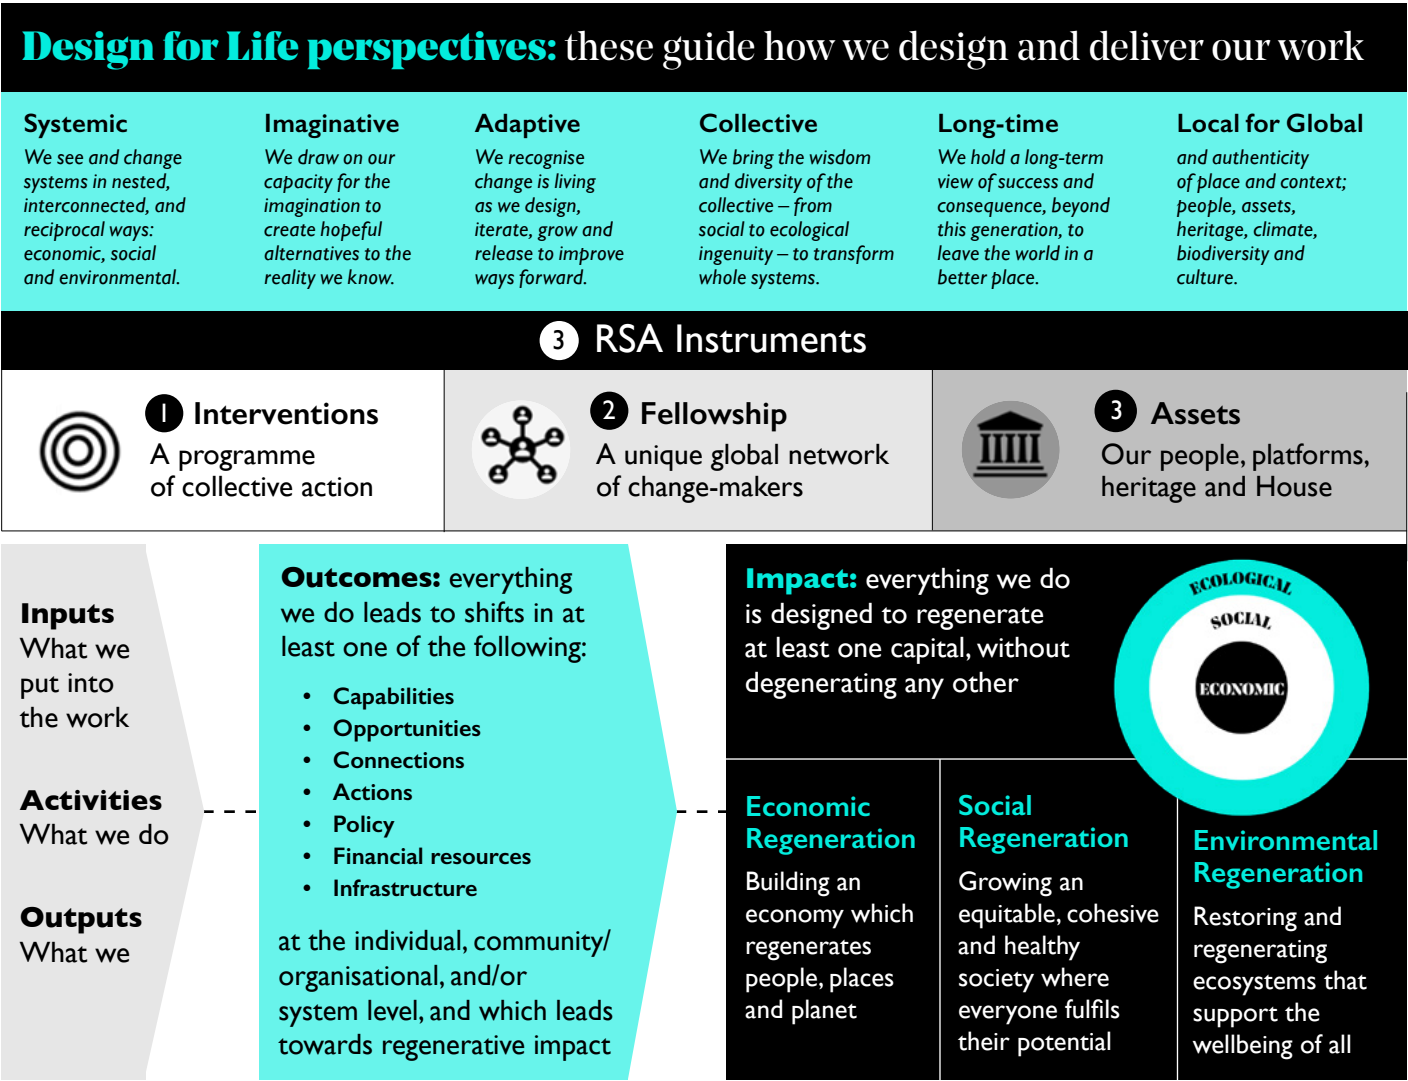 Design for Life perspectives: these guide how we design and deliver our work
Systemic
We see and change
systems in nested,
interconnected, and
reciprocal ways:
economic, social
and environmental.
Imaginative
We draw on our
capacity for the
imagination to
create hopeful
alternatives to the
reality we know.
Adaptive
We recognise
change is living
as we design,
iterate, grow and
release to improve
ways forward.
Collective
We bring the wisdom
and diversity of the
collective – from
social to ecological
ingenuity – to transform
whole systems.
Long-time
We hold a long-term
view of success and
consequence, beyond
this generation, to
leave the world in a
better place.
Local for Global
and authenticity
of place and context;
people, assets,
heritage, climate,
biodiversity and
culture.
3 RSA Instruments
1 Interventions
A programme
of collective action
2 Fellowship
A unique global network
of change-makers
3 Assets
Our people, platforms,
heritage and House
Inputs
What we
put into
the work
Activities
What we do
Outputs
What we
Outcomes: everything
we do leads to shifts in at
least one of the following:
• Capabilities
• Opportunities
• Connections
• Actions
• Policy
• Financial resources
• Infrastructure
at the individual, community/
organisational, and/or
system level, and which leads
towards regenerative impact
Impact: everything we do
is designed to regenerate
at least one capital, without
degenerating any other
ECOLOGICAL
SOCIAL
ECONOMIC
Economic
Regeneration
Building an
economy which
regenerates
people, places
and planet
Social
Regeneration
Growing an
equitable, cohesive
and healthy
society where
everyone fulfils
their potential
Environmental
Regeneration
Restoring and
regenerating
ecosystems that
support the
wellbeing of all